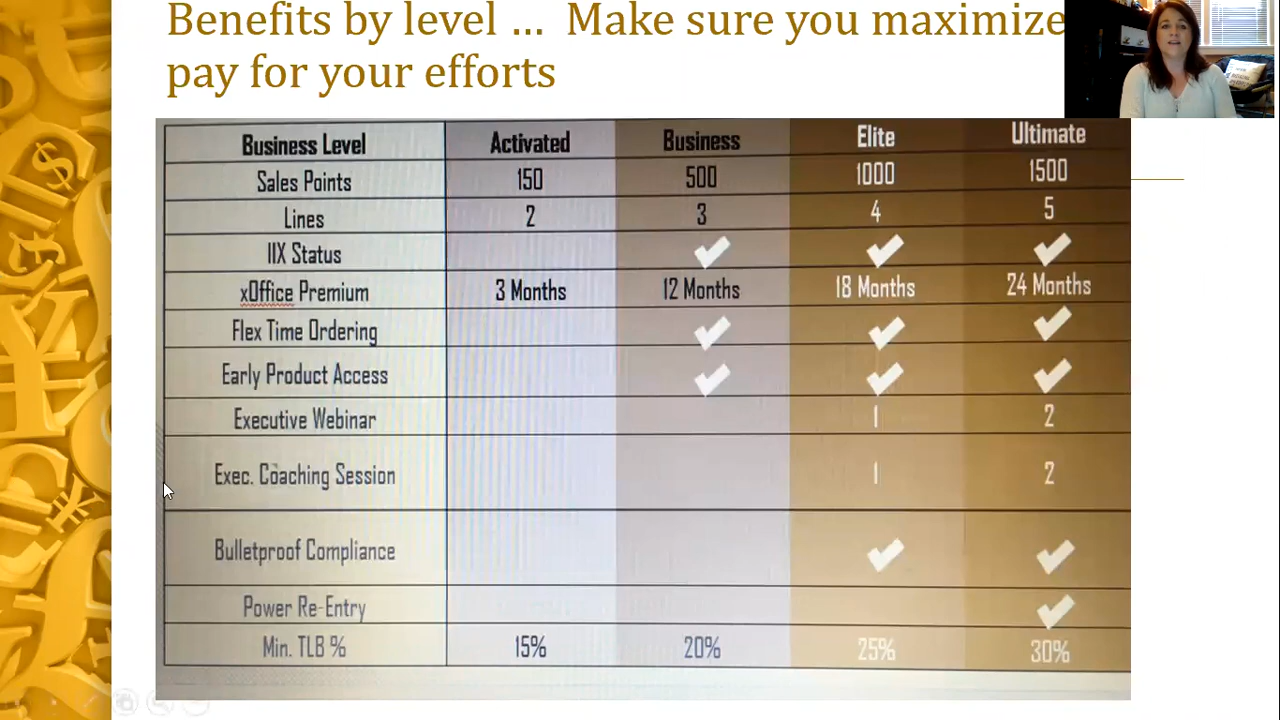 Benefits by level ... Make sure you maximize
pay for your efforts
Business Level Activated Business Elite Ultimate
Sales Points 150 500 1000 1500
Lines 2 3 4 5
IIX Status ✓ ✓ ✓
xOffice Premium 3 Months 12 Months 18 Months 24 Months
Flex Time Ordering ✓ ✓ ✓
Early Product Access ✓ ✓ ✓
Executive Webinar 1 2
Exec. Coaching Session 1 2
Bulletproof Compliance ✓ ✓
Power Re-Entry ✓
Min. TLB % 15% 20% 25% 30%